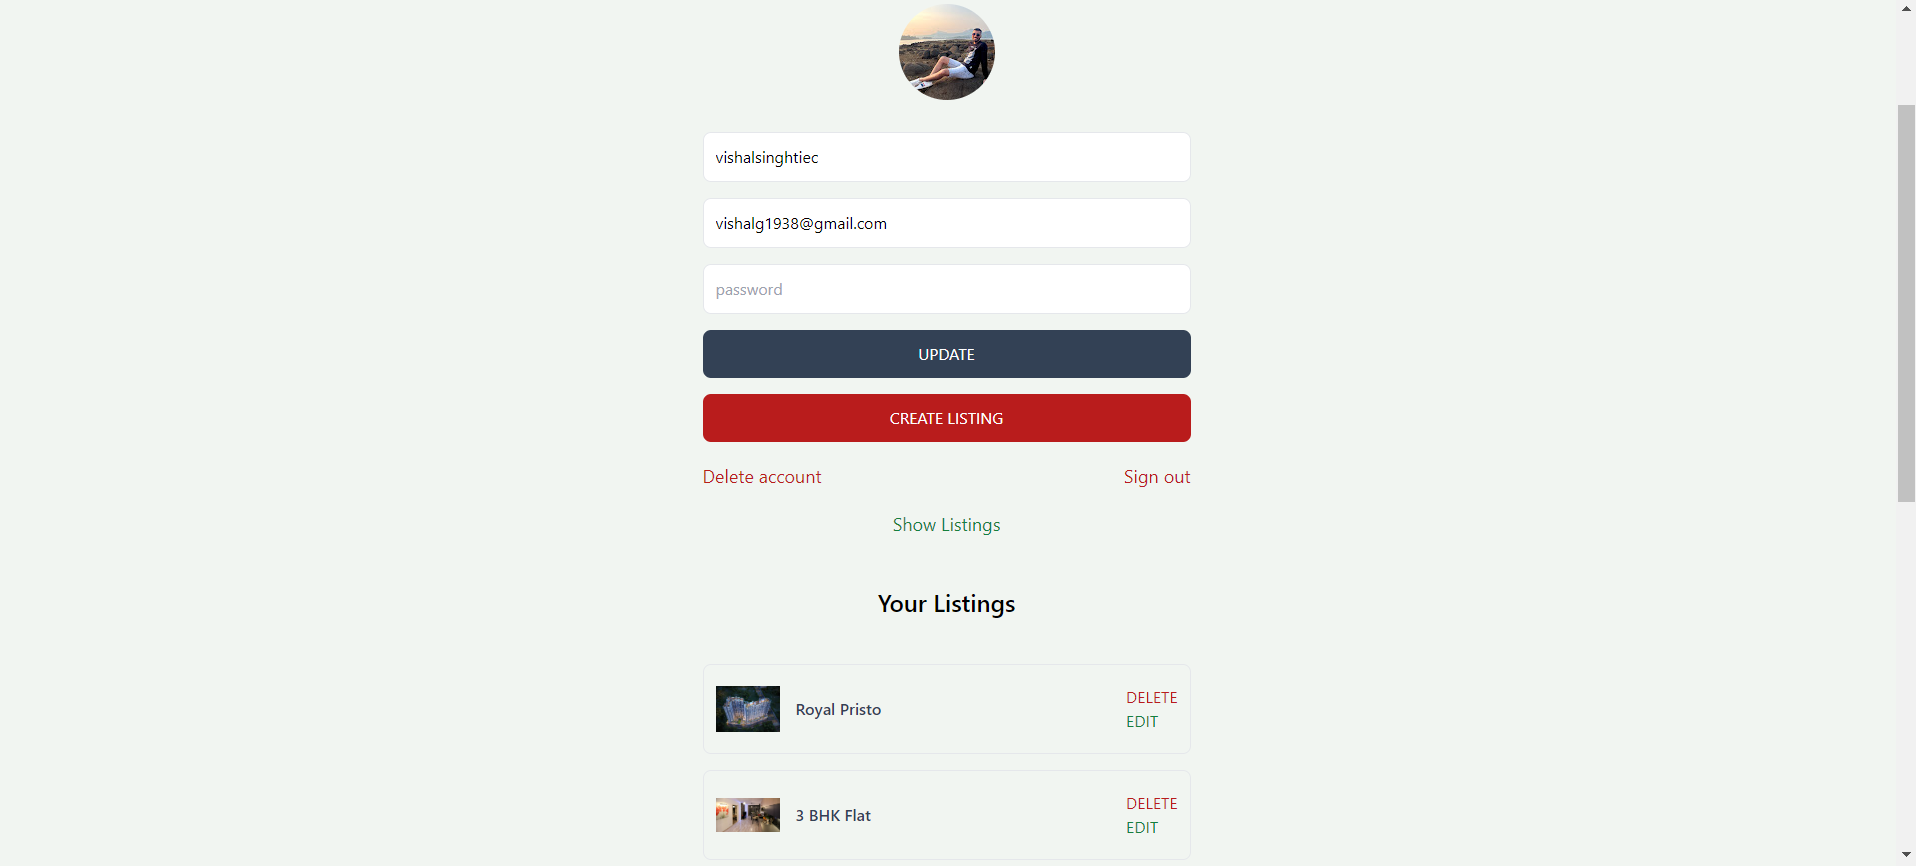 vishalsinghtiec
vishalg1938@gmail.com
password
UPDATE
CREATE LISTING
Delete account
Sign out
Show Listings
Your Listings
Royal Pristo
DELETE
EDIT
3 BHK Flat
DELETE
EDIT